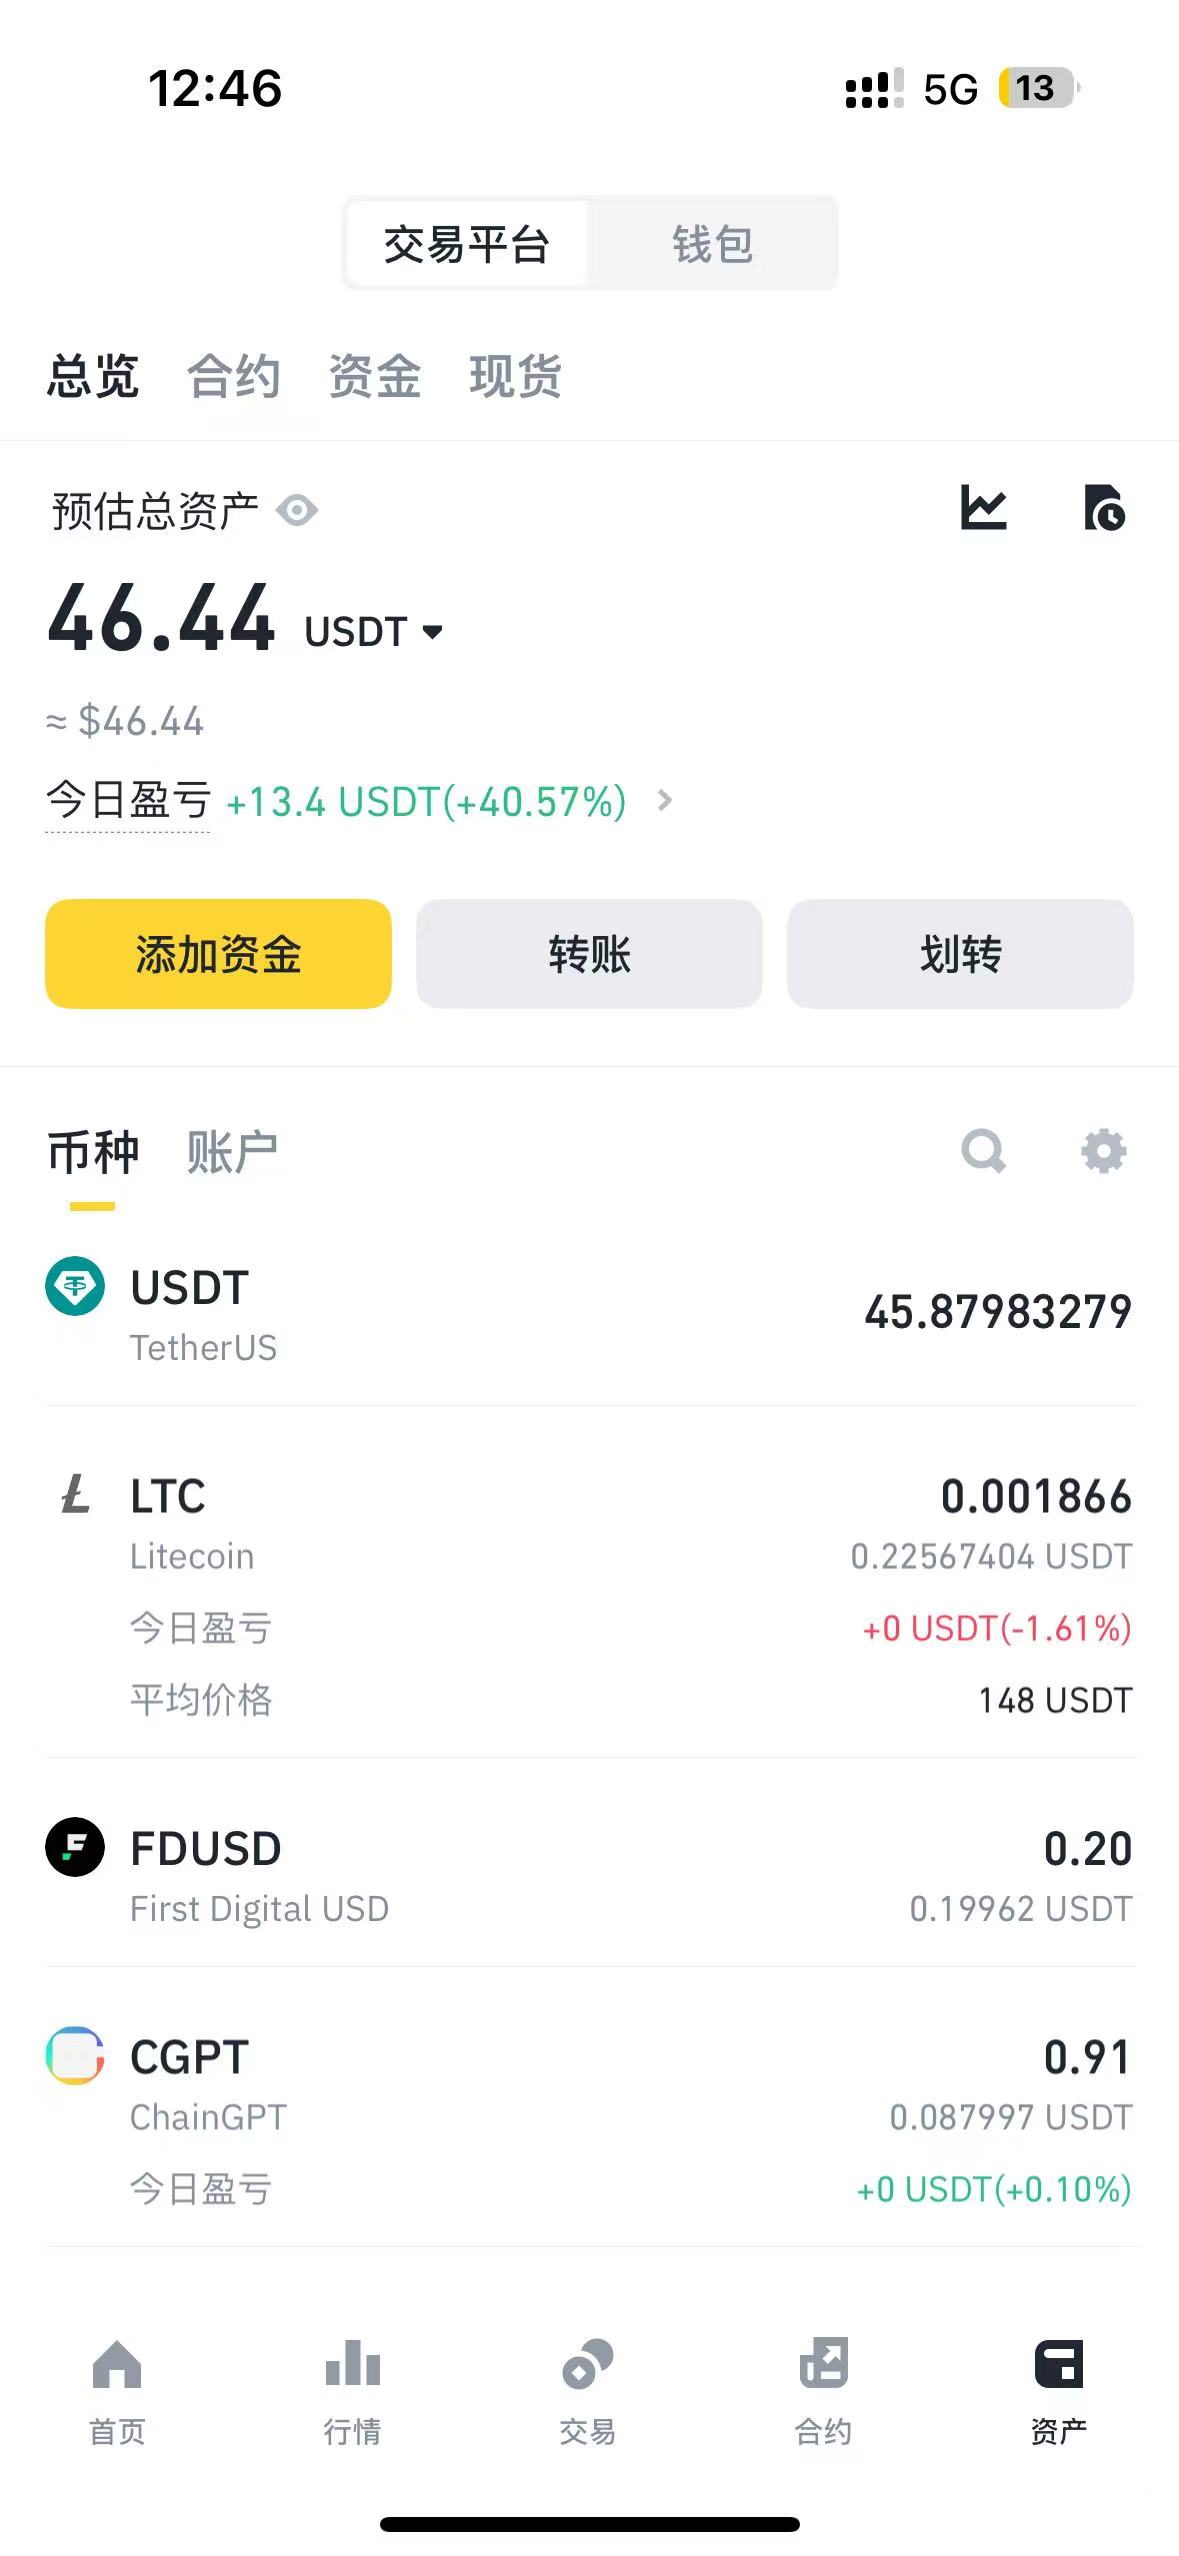 12:46 5G 13
交易平台 钱包
总览 合约 资金 现货
预估总资产
46.44 USDT
≈ $46.44
今日盈亏 +13.4 USDT(+40.57%)
添加资金 转账 划转
币种 账户
USDT 45.87983279
TetherUS
LTC 0.001866
Litecoin 0.22567404 USDT
今日盈亏 +0 USDT(-1.61%)
平均价格 148 USDT
FDUSD 0.20
First Digital USD 0.19962 USDT
CGPT 0.91
ChainGPT 0.087997 USDT
今日盈亏 +0 USDT(+0.10%)
首页 行情 交易 合约 资产